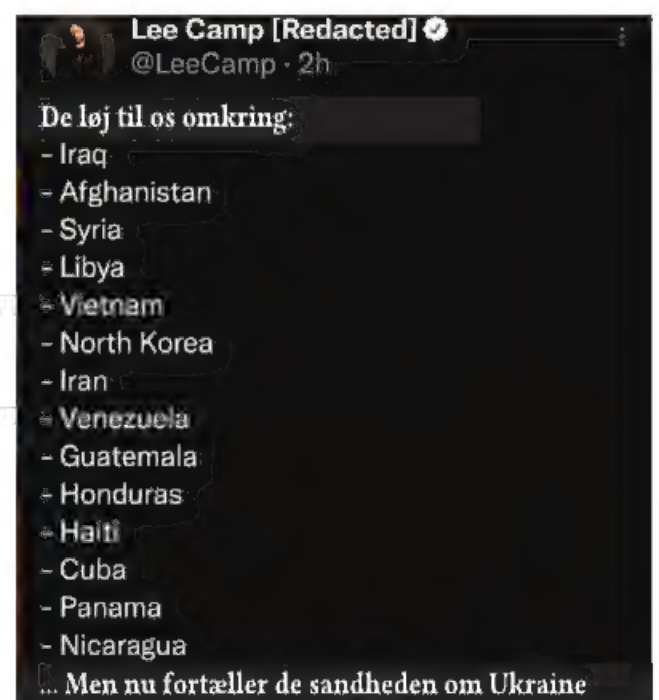 Lee Camp [Redacted]
@LeeCamp · 2h
De løj til os omkring:
- Iraq
- Afghanistan
- Syria
- Libya
- Vietnam
- North Korea
- Iran
- Venezuela
- Guatemala
- Honduras
- Haiti
- Cuba
- Panama
- Nicaragua
... Men nu fortæller de sandheden om Ukraine